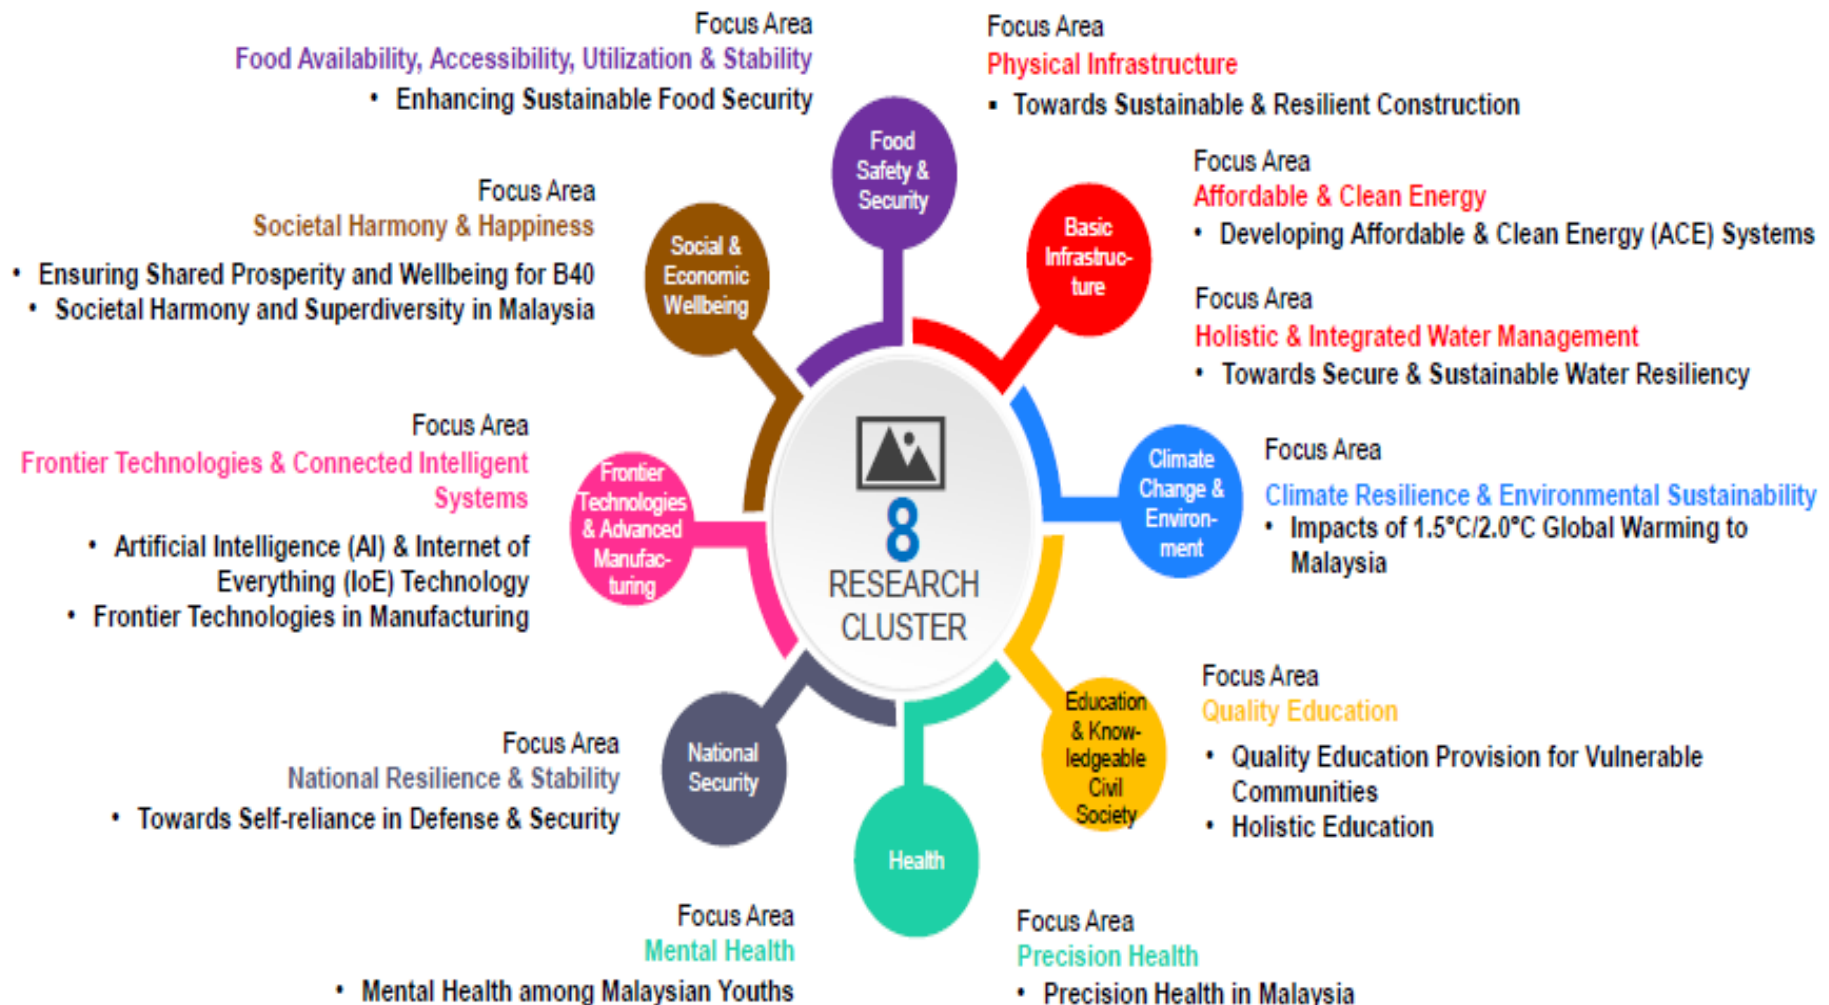 Focus Area
Food Availability, Accessibility, Utilization & Stability
• Enhancing Sustainable Food Security
Focus Area
Physical Infrastructure
▪ Towards Sustainable & Resilient Construction
Food
Safety &
Security
Focus Area
Affordable & Clean Energy
• Developing Affordable & Clean Energy (ACE) Systems
Basic
Infrastruc-
ture
Focus Area
Holistic & Integrated Water Management
• Towards Secure & Sustainable Water Resiliency
Focus Area
Societal Harmony & Happiness
• Ensuring Shared Prosperity and Wellbeing for B40
• Societal Harmony and Superdiversity in Malaysia
Social &
Economic
Wellbeing
Focus Area
Frontier Technologies & Connected Intelligent
Systems
• Artificial Intelligence (AI) & Internet of
Everything (IoE) Technology
• Frontier Technologies in Manufacturing
Frontier
Technologies
& Advanced
Manufac-
turing
8
RESEARCH
CLUSTER
Climate
Change &
Environ-
ment
Focus Area
Climate Resilience & Environmental Sustainability
• Impacts of 1.5°C/2.0°C Global Warming to
Malaysia
Focus Area
Quality Education
• Quality Education Provision for Vulnerable
Communities
• Holistic Education
Education
& Know-
ledgeable
Civil
Society
National
Security
Focus Area
National Resilience & Stability
• Towards Self-reliance in Defense & Security
Health
Focus Area
Mental Health
• Mental Health among Malaysian Youths
Focus Area
Precision Health
• Precision Health in Malaysia